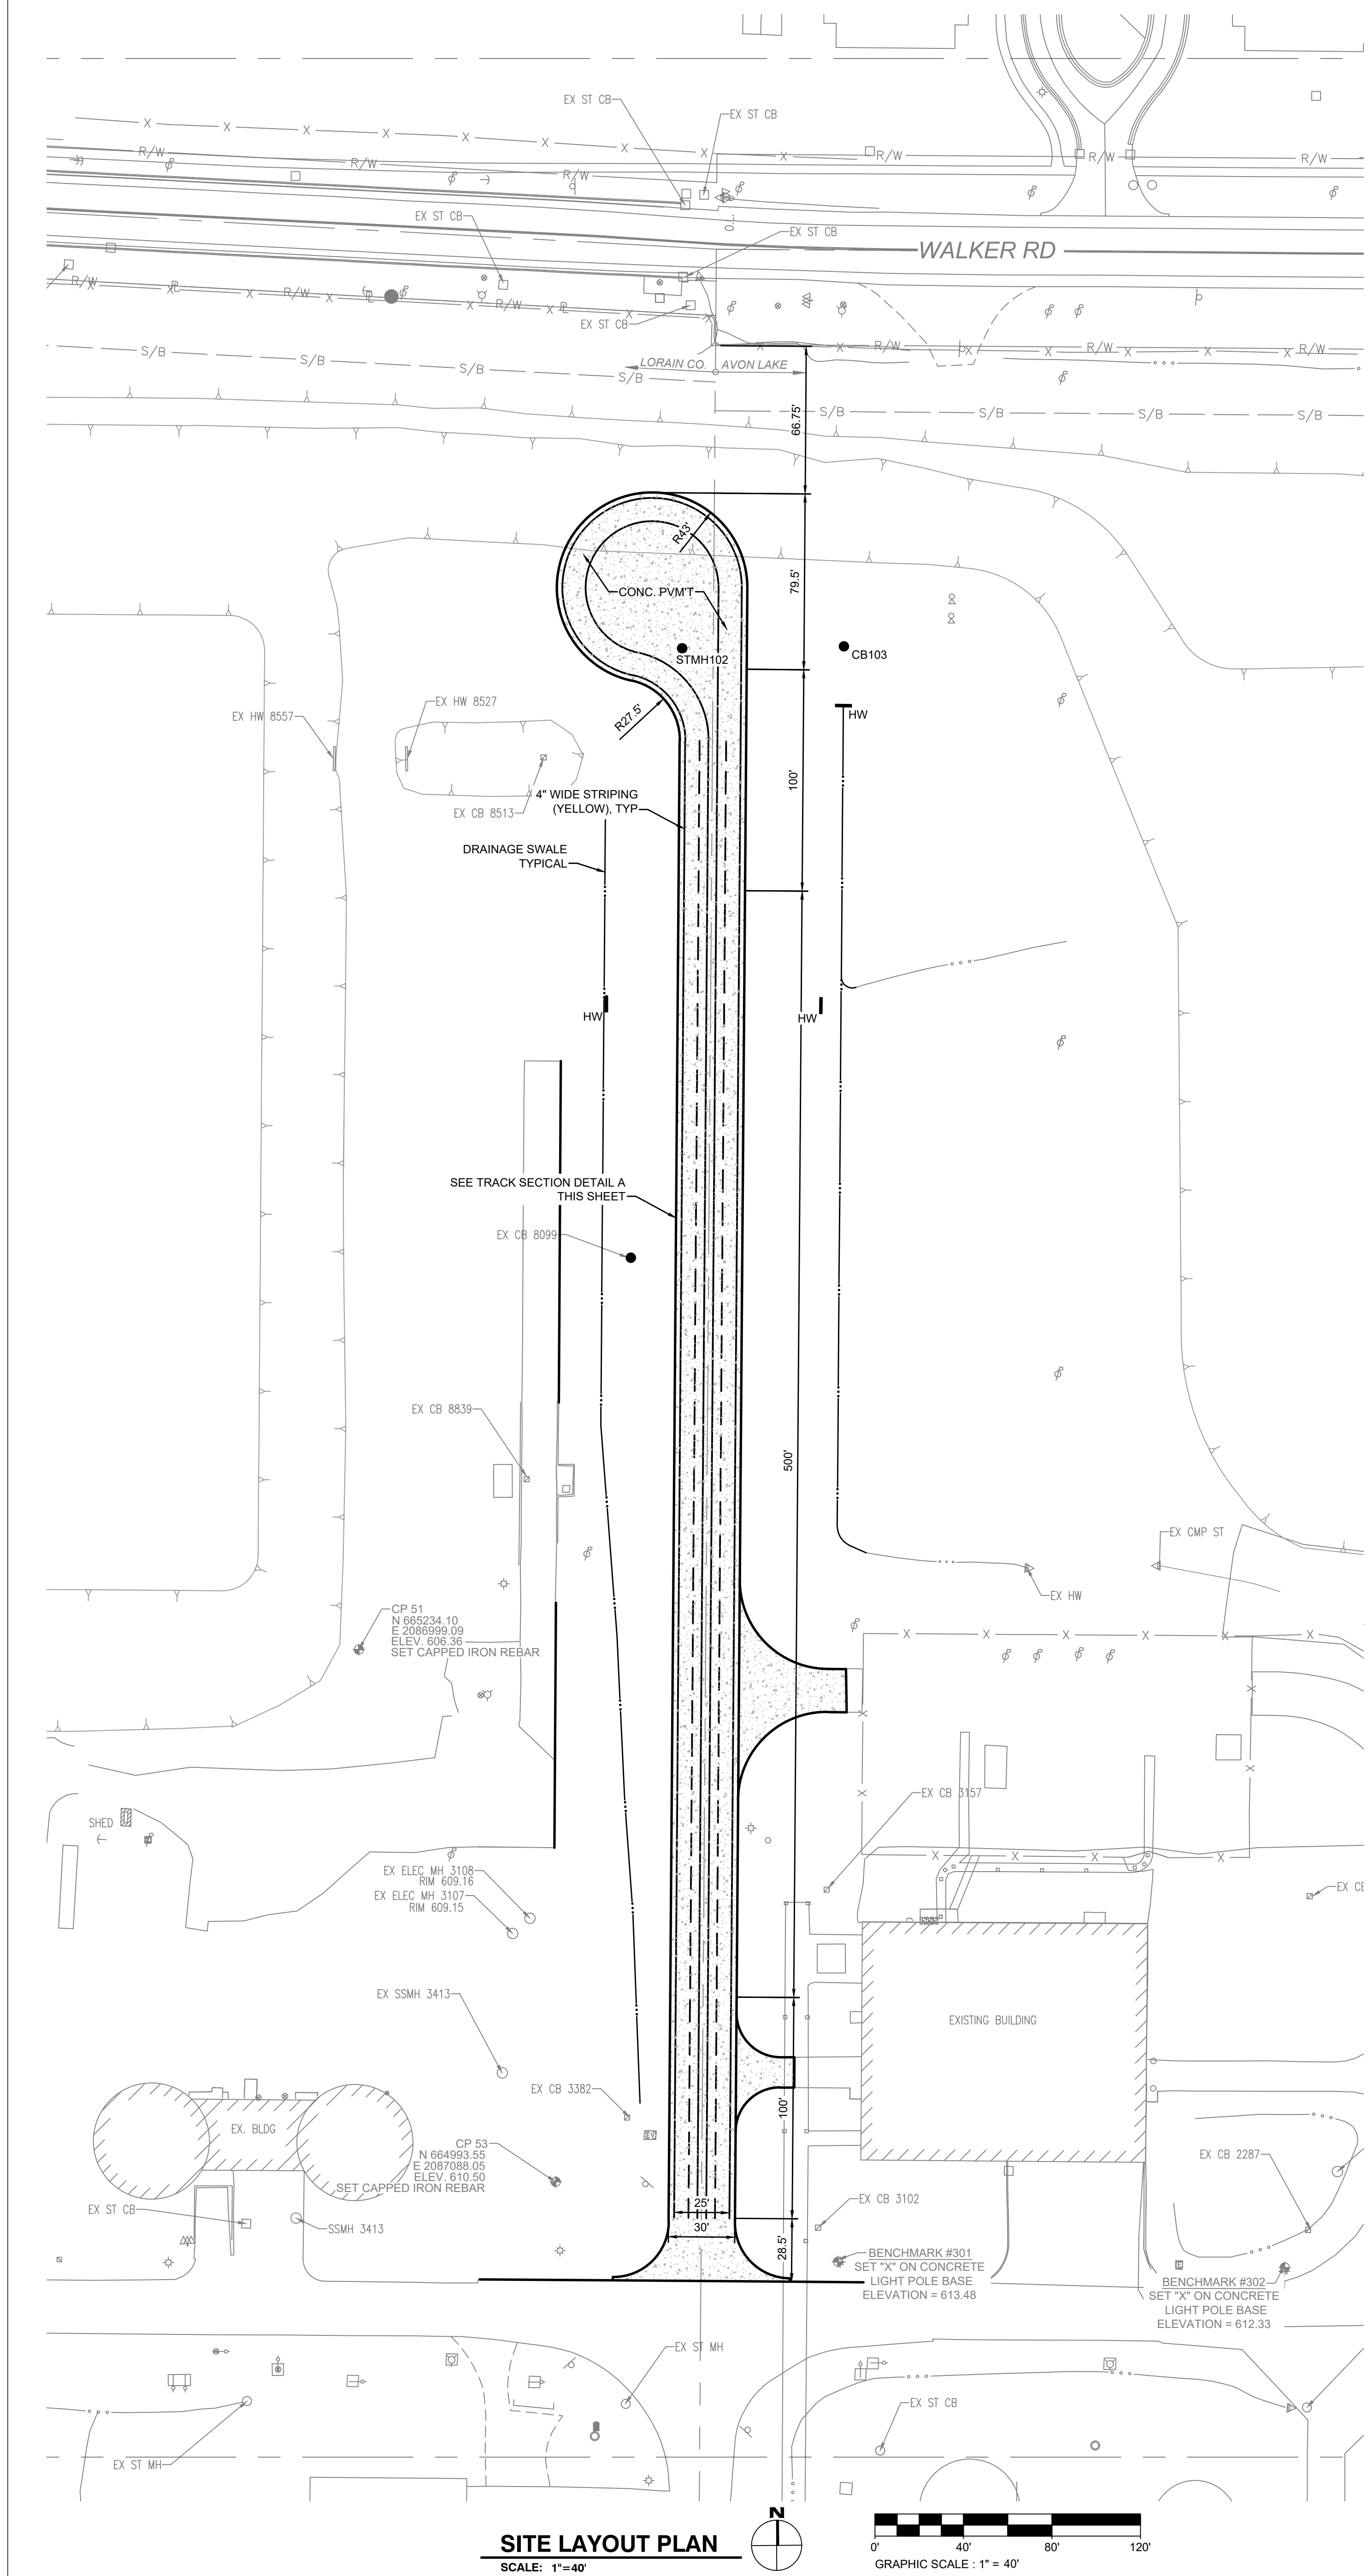 EX ST CB
EX ST CB
R/W
R/W
R/W
R/W
R/W
R/W
EX ST CB
EX ST CB
WALKER RD
R/W
R/W
R/W
EX ST CB
R/W
R/W
R/W
S/B
S/B
S/B
S/B
LORAIN CO.
AVON LAKE
S/B
S/B
S/B
S/B
66.75'
R43'
79.5'
CONC. PVM'T
STMH102
CB103
EX HW 8557
EX HW 8527
R27.5'
HW
100'
EX CB 8513
4" WIDE STRIPING
(YELLOW), TYP
DRAINAGE SWALE
TYPICAL
HW
HW
SEE TRACK SECTION DETAIL A
THIS SHEET
EX CB 8099
EX CB 8839
500'
EX CMP ST
EX HW
CP 51
N 665234.10
E 2086999.09
ELEV. 606.36
SET CAPPED IRON REBAR
EX CB 3157
SHED
EX ELEC MH 3108
RIM 609.16
EX ELEC MH 3107
RIM 609.15
EX CB
EX SSMH 3413
EXISTING BUILDING
EX CB 3382
100'
EX. BLDG
CP 53
N 664993.55
E 2087088.05
ELEV. 610.50
SET CAPPED IRON REBAR
EX CB 2287
25'
30'
EX CB 3102
EX ST CB
SSMH 3413
28.5'
BENCHMARK #301
SET "X" ON CONCRETE
LIGHT POLE BASE
ELEVATION = 613.48
BENCHMARK #302
SET "X" ON CONCRETE
LIGHT POLE BASE
ELEVATION = 612.33
EX ST MH
EX ST CB
EX ST MH
N
SITE LAYOUT PLAN
SCALE: 1"=40'
0' 40' 80' 120'
GRAPHIC SCALE : 1" = 40'